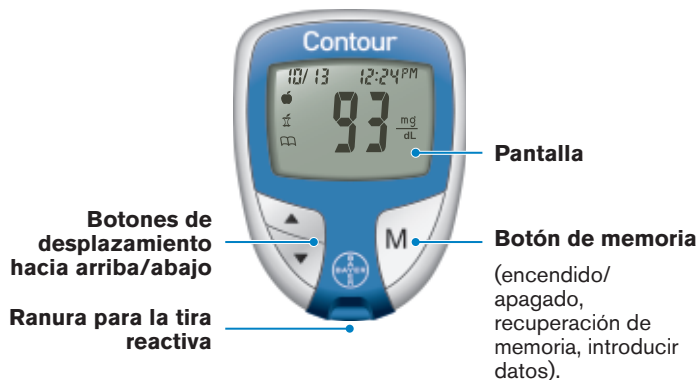 Contour
10/13 12:24PM
93 mg/dL
Pantalla
Botones de
desplazamiento
hacia arriba/abajo
M
Botón de memoria
(encendido/
apagado,
recuperación de
memoria, introducir
datos).
BAYER
Ranura para la tira
reactiva